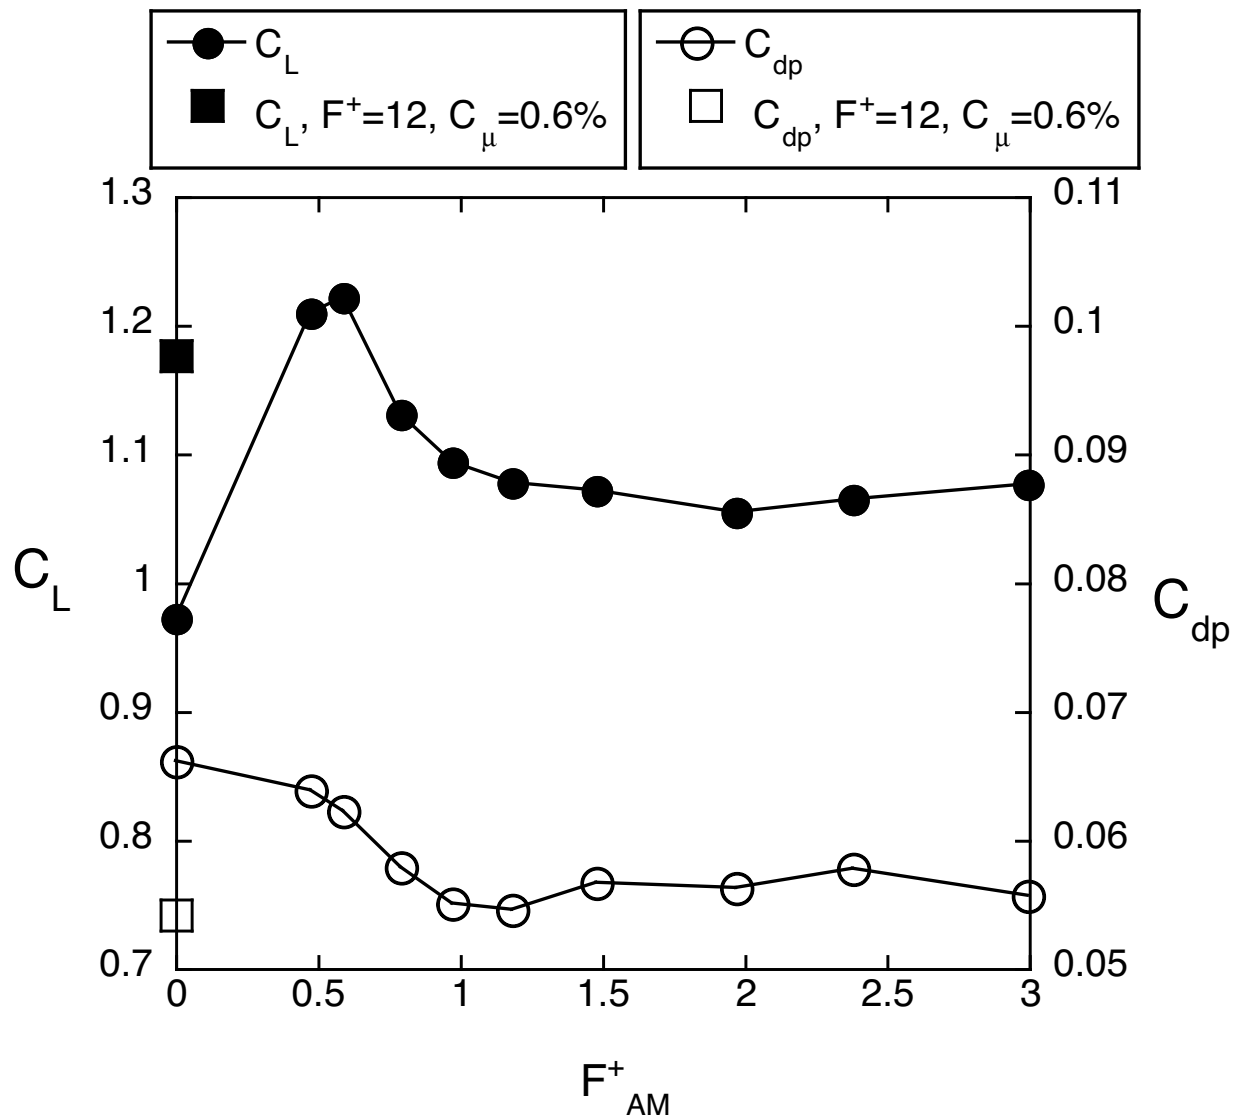 C_L
C_L, F⁺=12, C_μ=0.6%
C_dp
C_dp, F⁺=12, C_μ=0.6%
1.3
1.2
1.1
1
0.9
0.8
0.7
C_L
0.11
0.1
0.09
0.08
0.07
0.06
0.05
C_dp
0 0.5 1 1.5 2 2.5 3
F⁺_AM